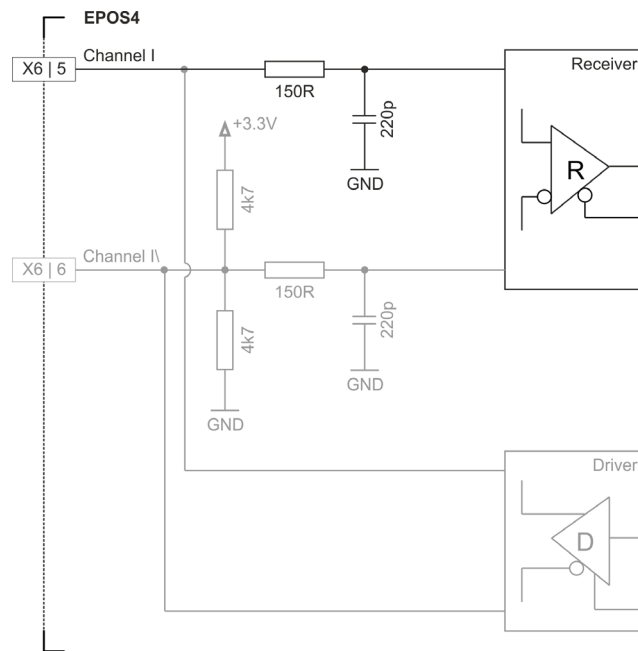 EPOS4
X6 | 5
Channel I
150R
220p
GND
Receiver
R
+3.3V
4k7
X6 | 6
Channel I\
150R
220p
GND
4k7
GND
Driver
D